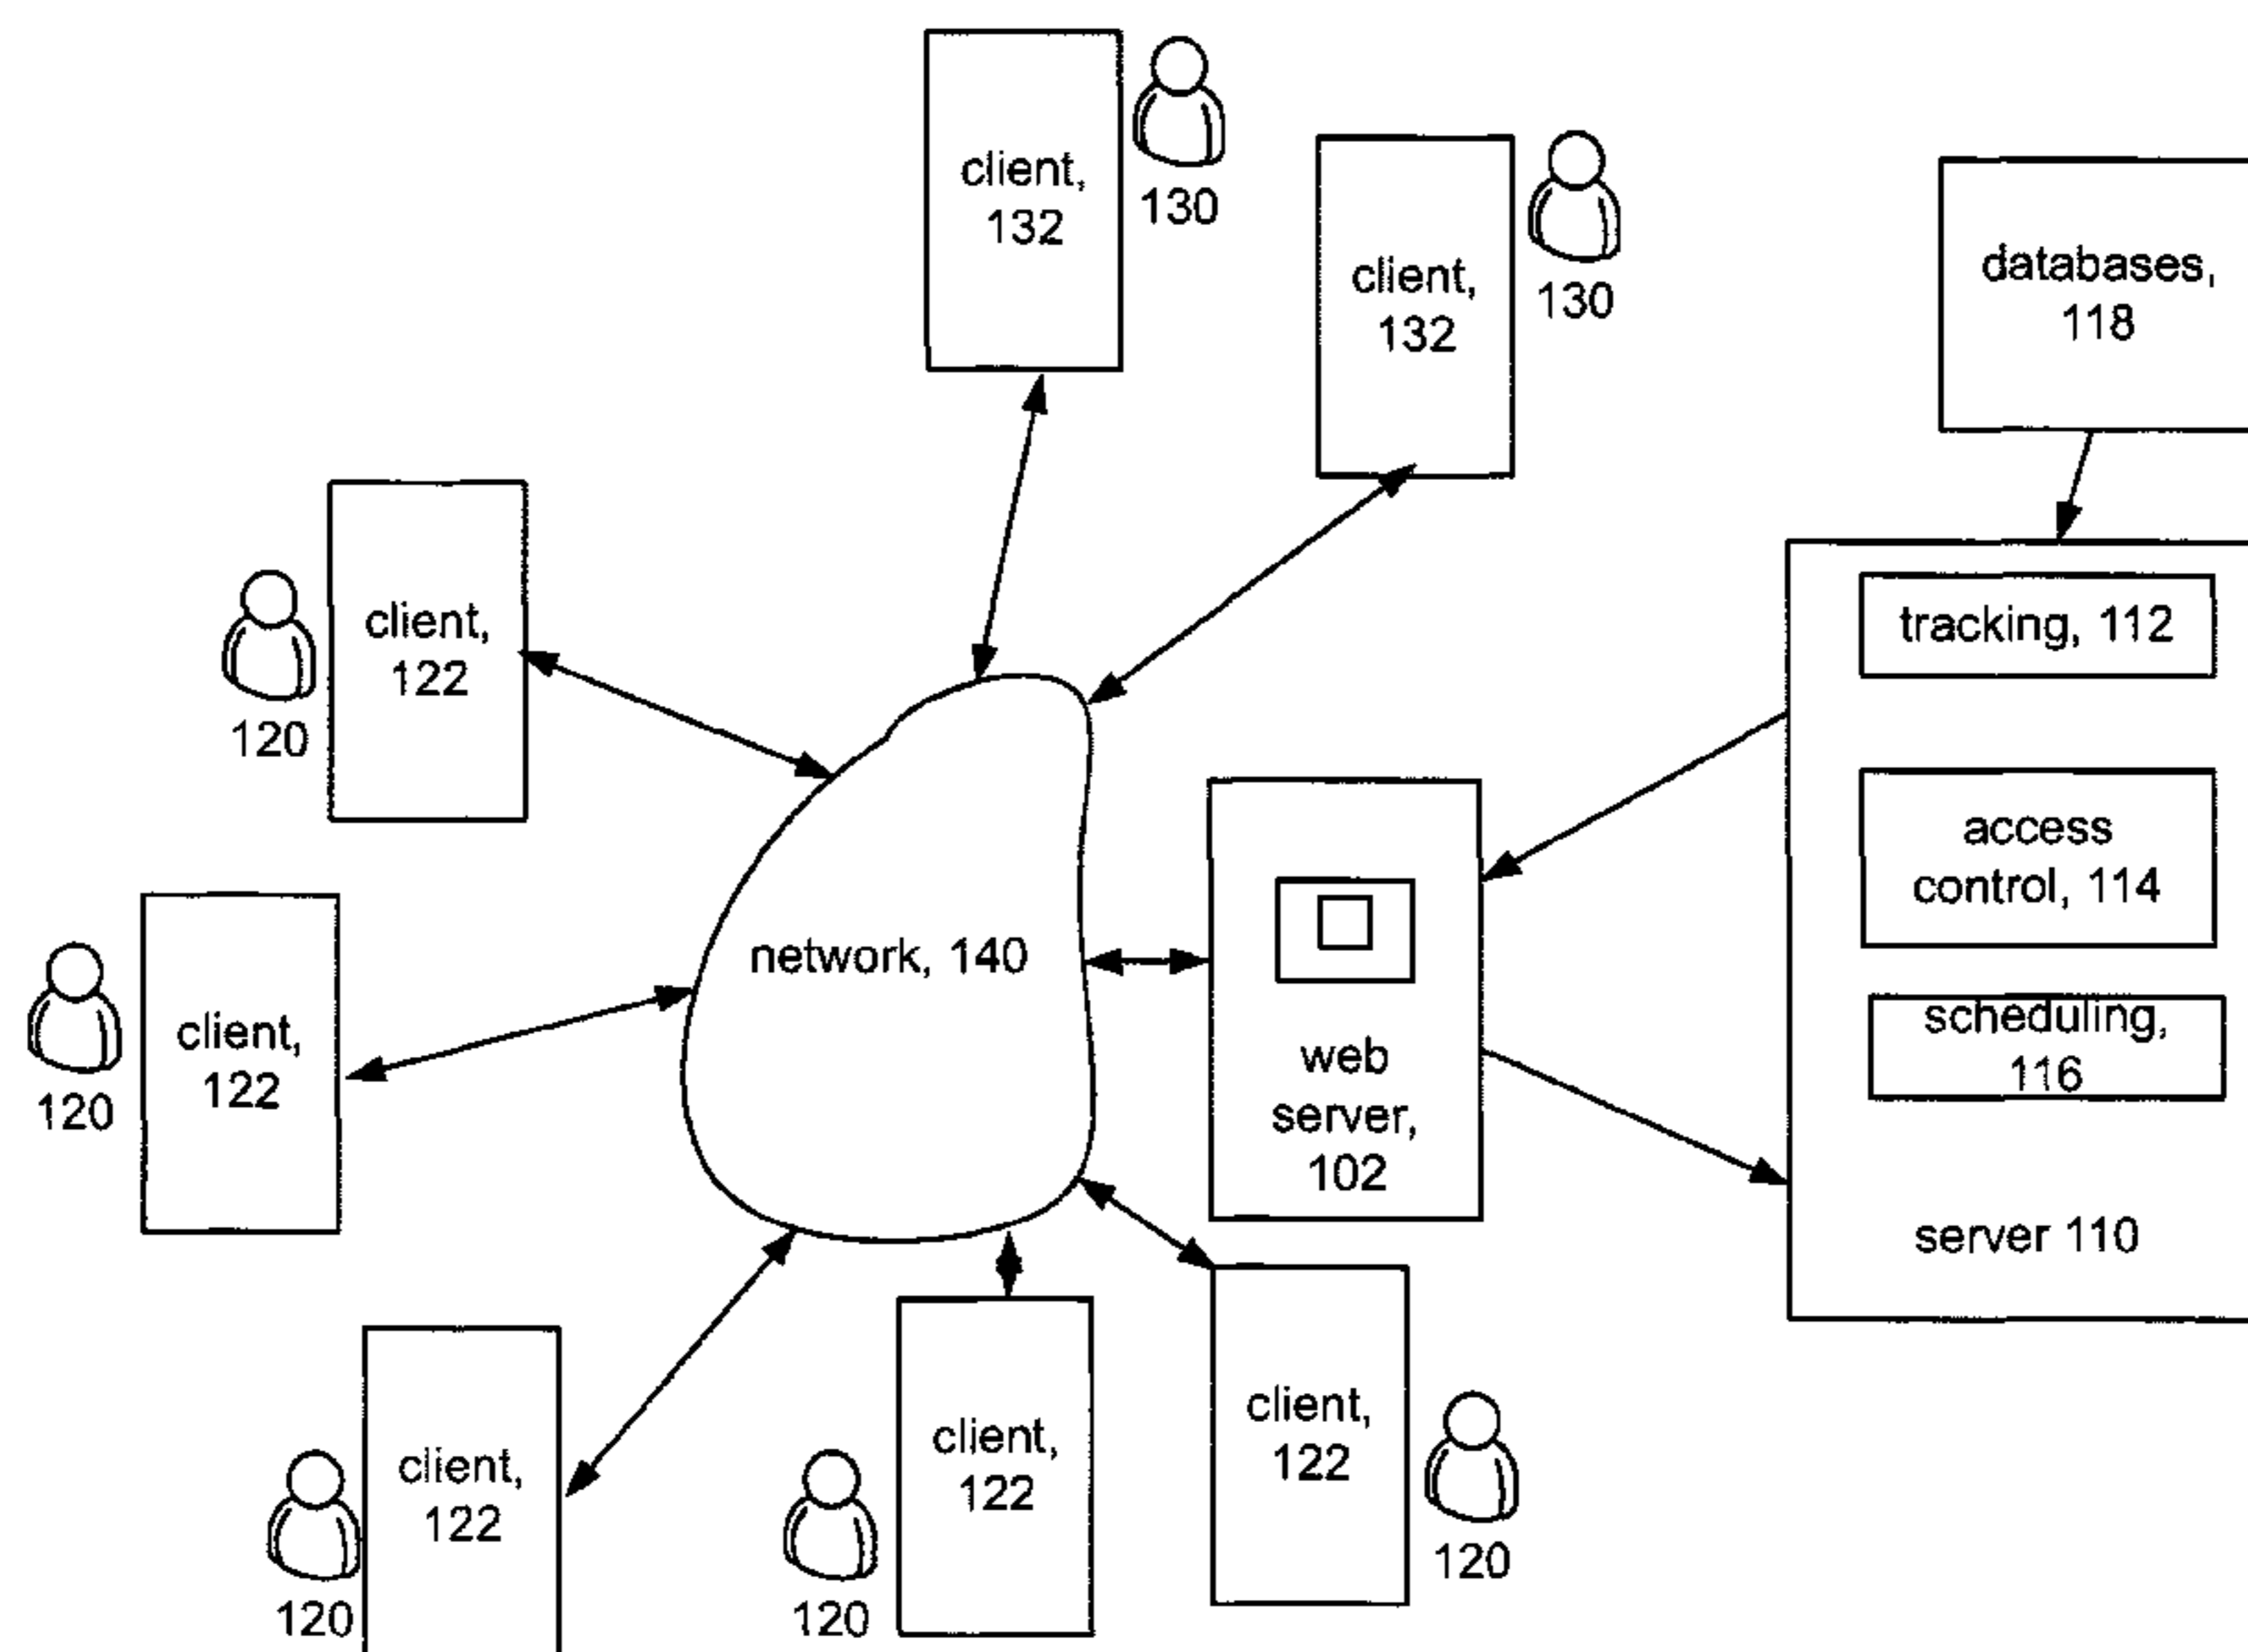 client,
132
130
client,
132
130
databases,
118
client,
122
120
tracking, 112
access
control, 114
scheduling,
116
server 110
network, 140
web
server,
102
client,
122
120
client,
122
120
client,
122
120
client,
122
120